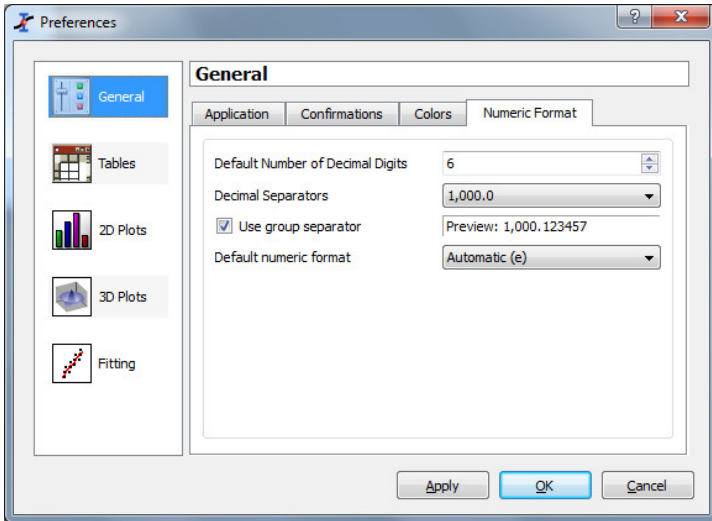 Preferences
General
General
Application Confirmations Colors Numeric Format
Default Number of Decimal Digits 6
Tables
Decimal Separators 1,000.0
Use group separator Preview: 1,000.123457
2D Plots
Default numeric format Automatic (e)
3D Plots
Fitting
Apply OK Cancel